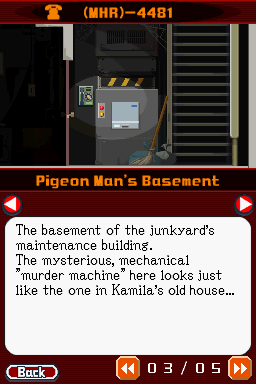 (MHR)-4481
Pigeon Man's Basement
The basement of the junkyard's
maintenance building.
The mysterious, mechanical
"murder machine" here looks just
like the one in Kamila's old house...
Back
03/05